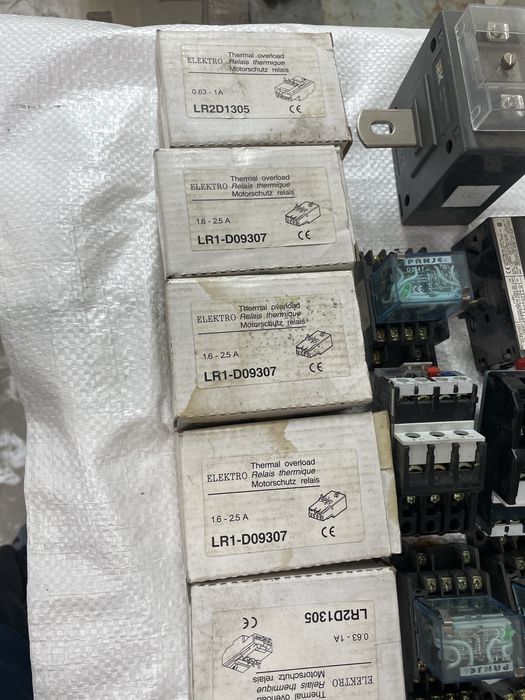 Thermal overload
ELEKTRO Relais thermique
Motorschutz relais
0.63 - 1A
LR2D1305
CE
Thermal overload
ELEKTRO Relais thermique
Motorschutz relais
1.6 - 2.5 A
LR1-D09307
CE
Thermal overload
ELEKTRO Relais thermique
Motorschutz relais
1.6 - 2.5 A
LR1-D09307
CE
Thermal overload
ELEKTRO Relais thermique
Motorschutz relais
1.6 - 2.5 A
LR1-D09307
CE
Thermal overload
ELEKTRO Relais thermique
Motorschutz relais
0.63 - 1A
LR2D1305
CE
PANJE
PANJE